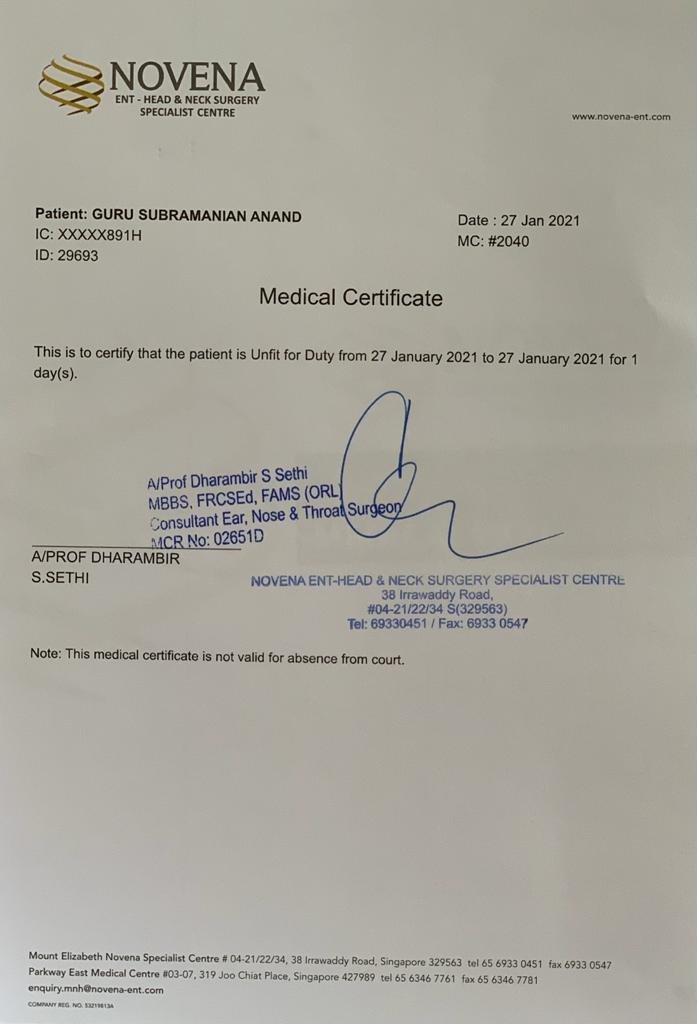 NOVENA
ENT - HEAD & NECK SURGERY
SPECIALIST CENTRE
www.novena-ent.com
Patient: GURU SUBRAMANIAN ANAND
IC: XXXXX891H
ID: 29693
Date : 27 Jan 2021
MC: #2040
Medical Certificate
This is to certify that the patient is Unfit for Duty from 27 January 2021 to 27 January 2021 for 1
day(s).
A/Prof Dharambir S Sethi
MBBS, FRCSEd, FAMS (ORL)
Consultant Ear, Nose & Throat Surgeon
MCR No: 02651D
A/PROF DHARAMBIR
S.SETHI
NOVENA ENT-HEAD & NECK SURGERY SPECIALIST CENTRE
38 Irrawaddy Road,
#04-21/22/34 S(329563)
Tel: 69330451 / Fax: 6933 0547
Note: This medical certificate is not valid for absence from court.
Mount Elizabeth Novena Specialist Centre # 04-21/22/34, 38 Irrawaddy Road, Singapore 329563 tel 65 6933 0451 fax 6933 0547
Parkway East Medical Centre #03-07, 319 Joo Chiat Place, Singapore 427989 tel 65 6346 7761 fax 65 6346 7781
enquiry.mnh@novena-ent.com
COMPANY REG. NO. 53219813A